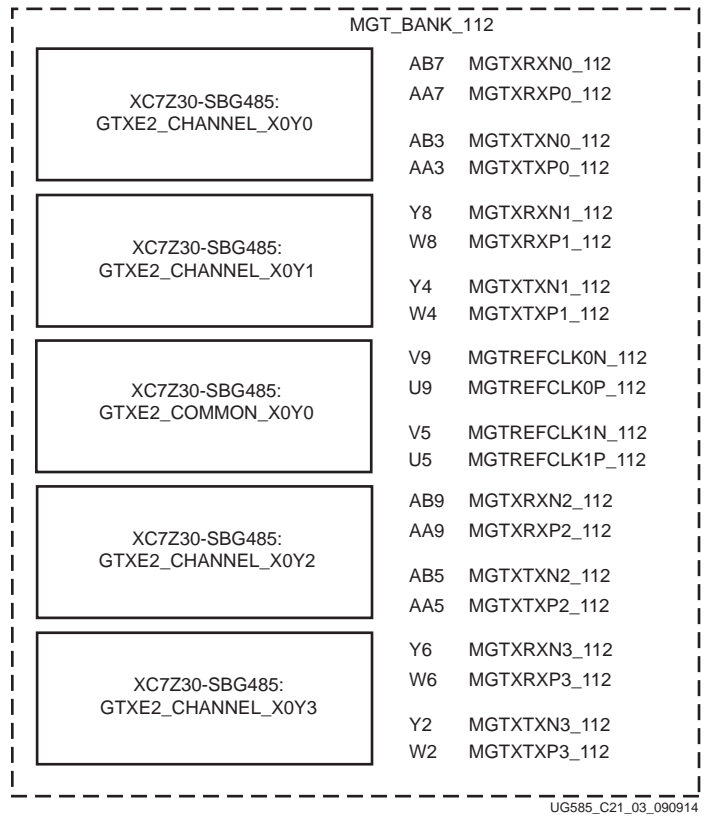 MGT_BANK_112
XC7Z30-SBG485:
GTXE2_CHANNEL_X0Y0
AB7 MGTXRXN0_112
AA7 MGTXRXP0_112
AB3 MGTXTXN0_112
AA3 MGTXTXP0_112
XC7Z30-SBG485:
GTXE2_CHANNEL_X0Y1
Y8 MGTXRXN1_112
W8 MGTXRXP1_112
Y4 MGTXTXN1_112
W4 MGTXTXP1_112
XC7Z30-SBG485:
GTXE2_COMMON_X0Y0
V9 MGTREFCLK0N_112
U9 MGTREFCLK0P_112
V5 MGTREFCLK1N_112
U5 MGTREFCLK1P_112
XC7Z30-SBG485:
GTXE2_CHANNEL_X0Y2
AB9 MGTXRXN2_112
AA9 MGTXRXP2_112
AB5 MGTXTXN2_112
AA5 MGTXTXP2_112
XC7Z30-SBG485:
GTXE2_CHANNEL_X0Y3
Y6 MGTXRXN3_112
W6 MGTXRXP3_112
Y2 MGTXTXN3_112
W2 MGTXTXP3_112
UG585_C21_03_090914